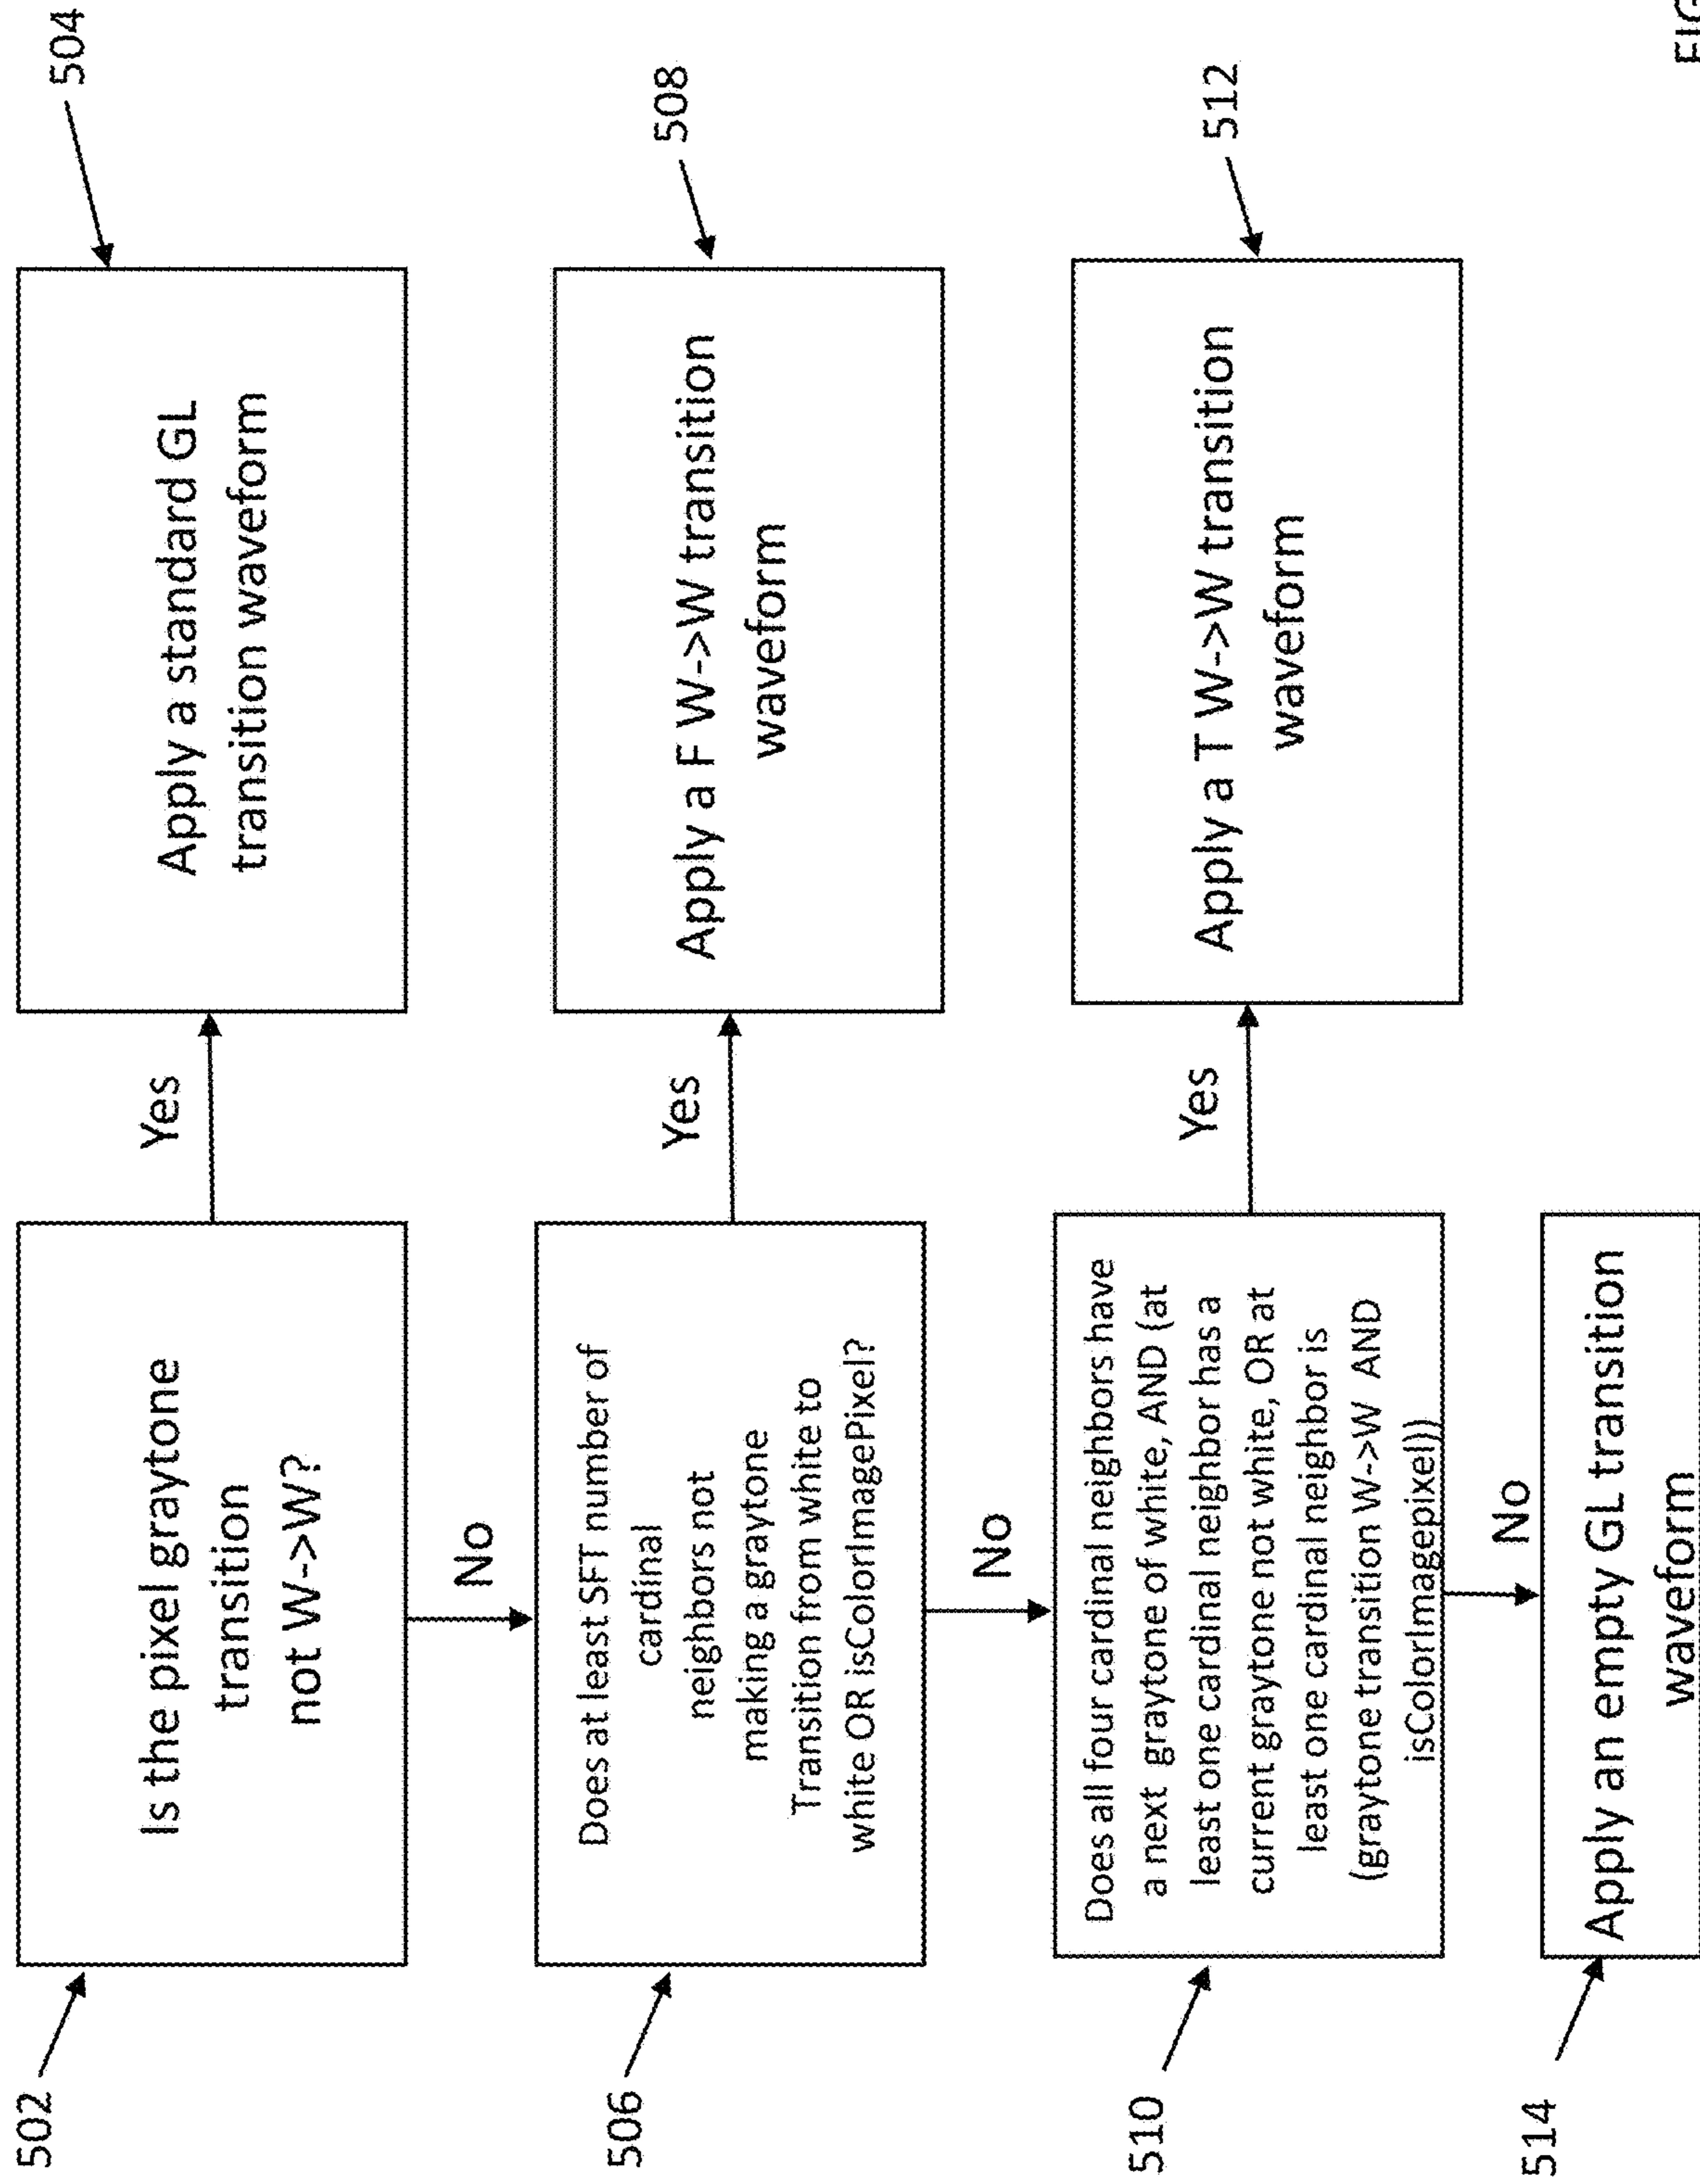 502
Is the pixel graytone
transition
not W->W?
Yes
504
Apply a standard GL
transition waveform
No
506
Does at least SFT number of
cardinal
neighbors not
making a graytone
Transition from white to
white OR isColorImagePixel?
Yes
508
Apply a F W->W transition
waveform
No
510
Does all four cardinal neighbors have
a next graytone of white, AND (at
least one cardinal neighbor has a
current graytone not white, OR at
least one cardinal neighbor is
(graytone transition W->W AND
isColorImagepixel))
Yes
512
Apply a T W->W transition
waveform
No
514
Apply an empty GL transition
waveform